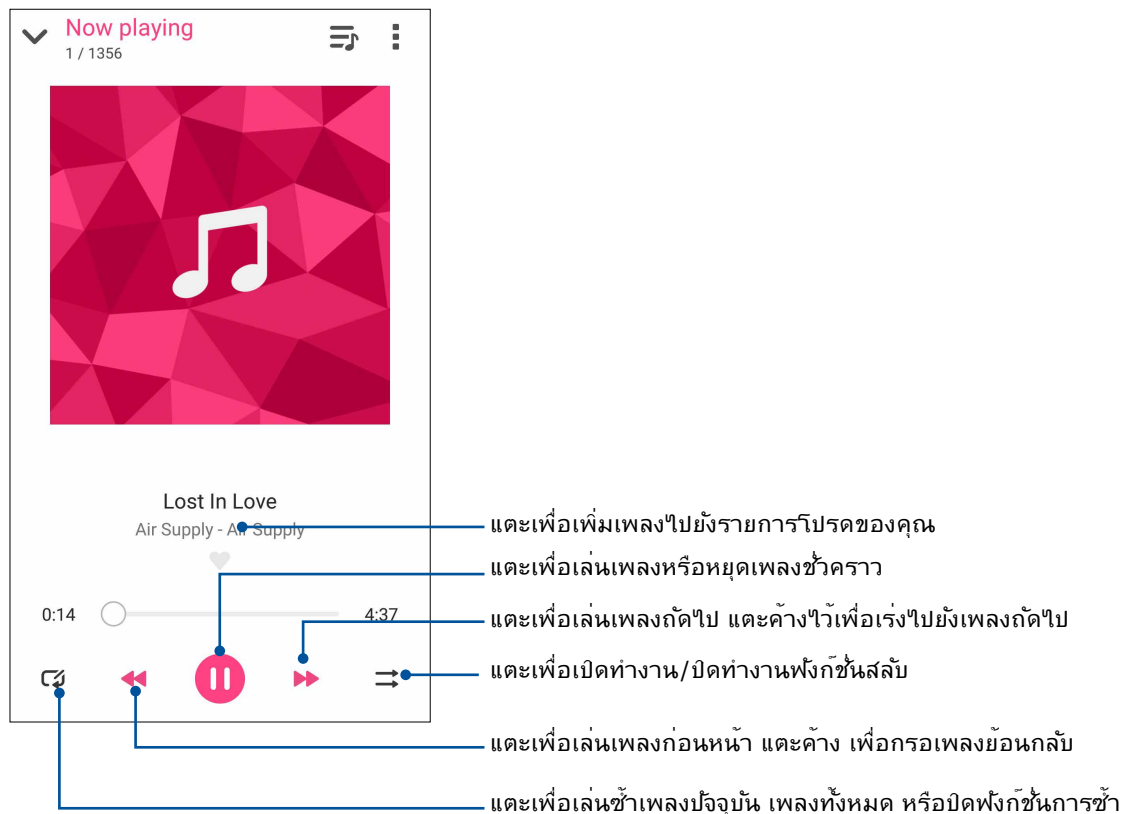 Now playing
1 / 1356
Lost In Love
Air Supply - Air Supply
0:14
4:37
แตะเพื่อเพิ่มเพลงไปยังรายการโปรดของคุณ
แตะเพื่อเล่นเพลงหรือหยุดเพลงชั่วคราว
แตะเพื่อเล่นเพลงถัดไป แตะค้างไว้เพื่อเร่งไปยังเพลงถัดไป
แตะเพื่อเปิดทำงาน/ปิดทำงานฟังก์ชั่นสลับ
แตะเพื่อเล่นเพลงก่อนหน้า แตะค้าง เพื่อกรอเพลงย้อนกลับ
แตะเพื่อเล่นซ้ำเพลงปัจจุบัน เพลงทั้งหมด หรือปิดฟังก์ชั่นการซ้ำ